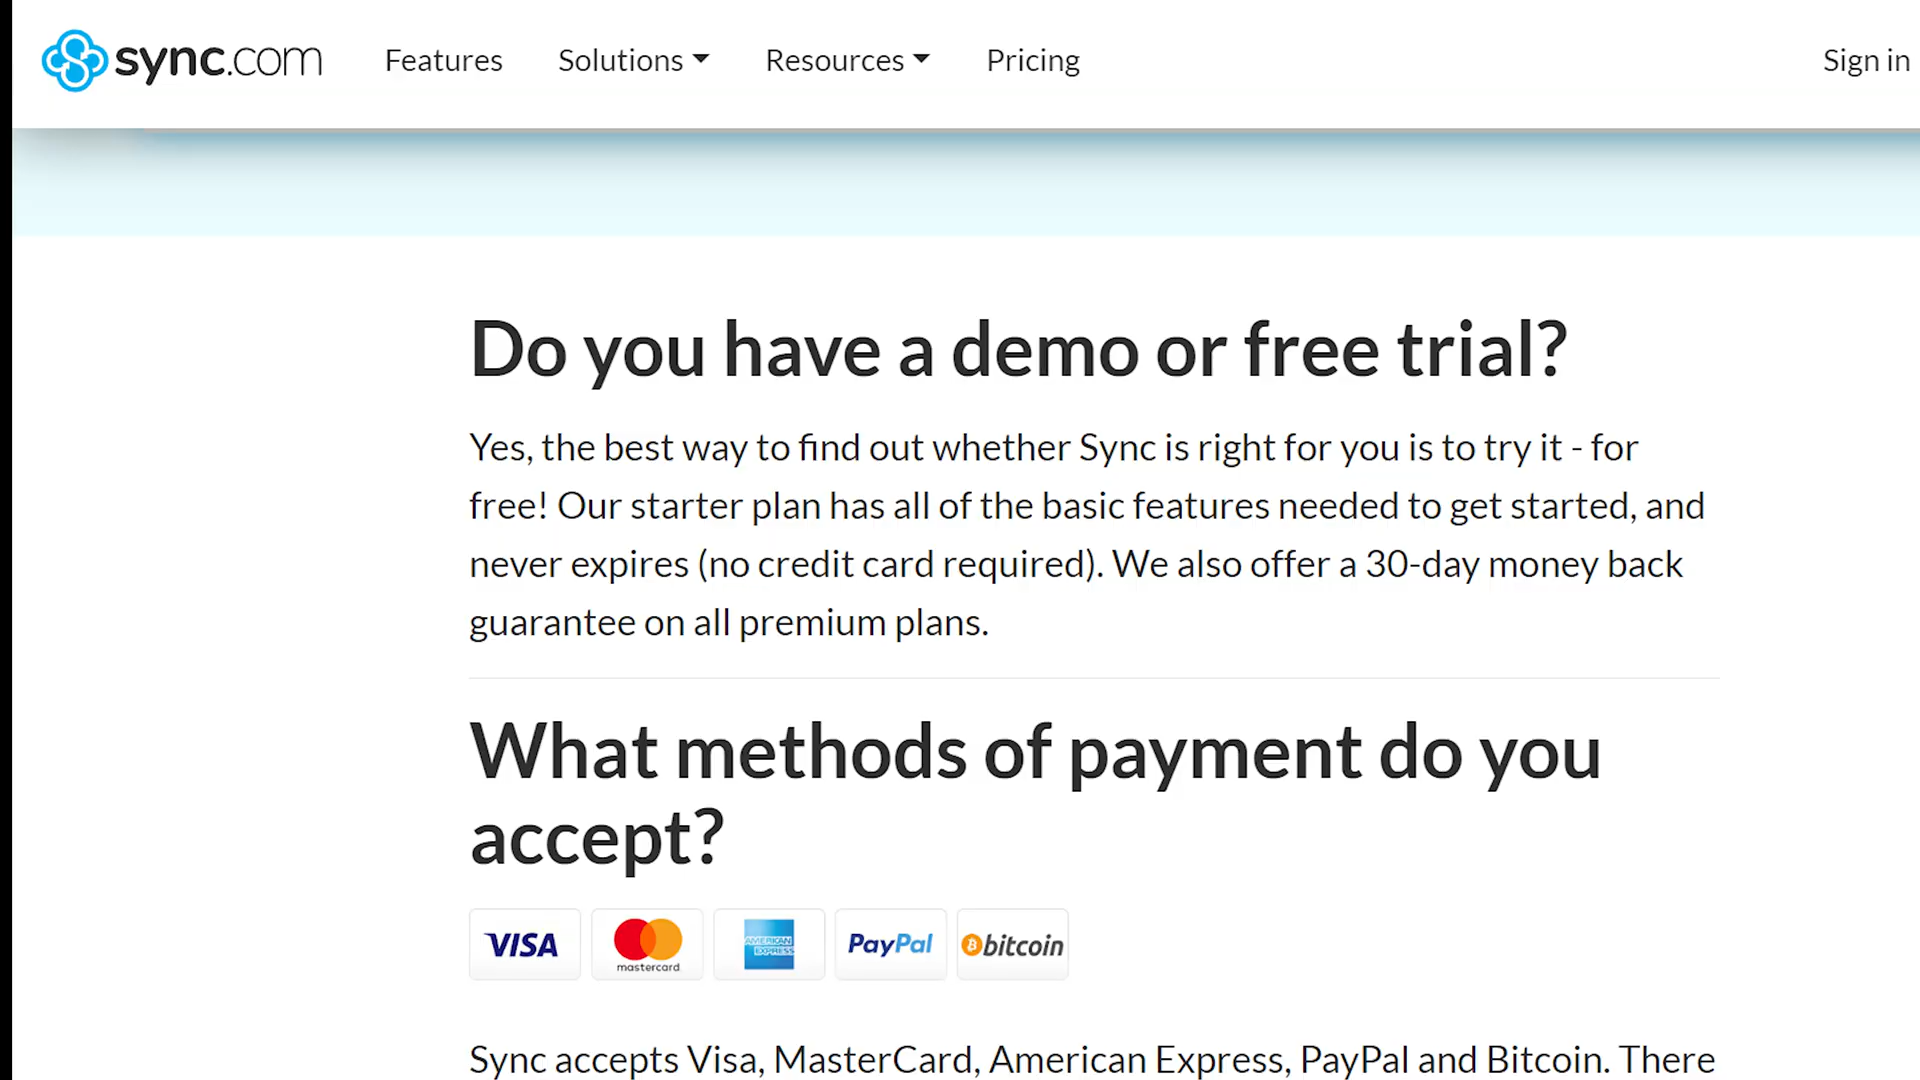 sync.com Features Solutions Resources Pricing Sign in
Do you have a demo or free trial?
Yes, the best way to find out whether Sync is right for you is to try it - for
free! Our starter plan has all of the basic features needed to get started, and
never expires (no credit card required). We also offer a 30-day money back
guarantee on all premium plans.
What methods of payment do you
accept?
VISA mastercard. AMERICAN EXPRESS PayPal bitcoin
Sync accepts Visa, MasterCard, American Express, PayPal and Bitcoin. There